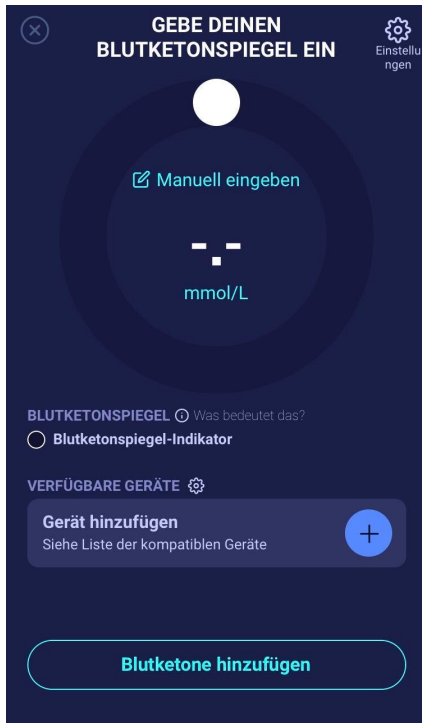 GEBE DEINEN
BLUTKETONSPIEGEL EIN
Einstellu
ngen
Manuell eingeben
-.-
mmol/L
BLUTKETONSPIEGEL Was bedeutet das?
Blutketonspiegel-Indikator
VERFÜGBARE GERÄTE
Gerät hinzufügen
Siehe Liste der kompatiblen Geräte
Blutketone hinzufügen